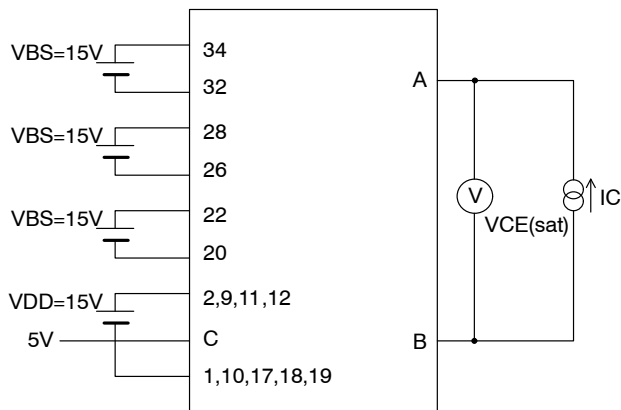 VBS=15V
34
32
A
VBS=15V
28
26
V
IC
VCE(sat)
VBS=15V
22
20
VDD=15V
2,9,11,12
5V
C
B
1,10,17,18,19